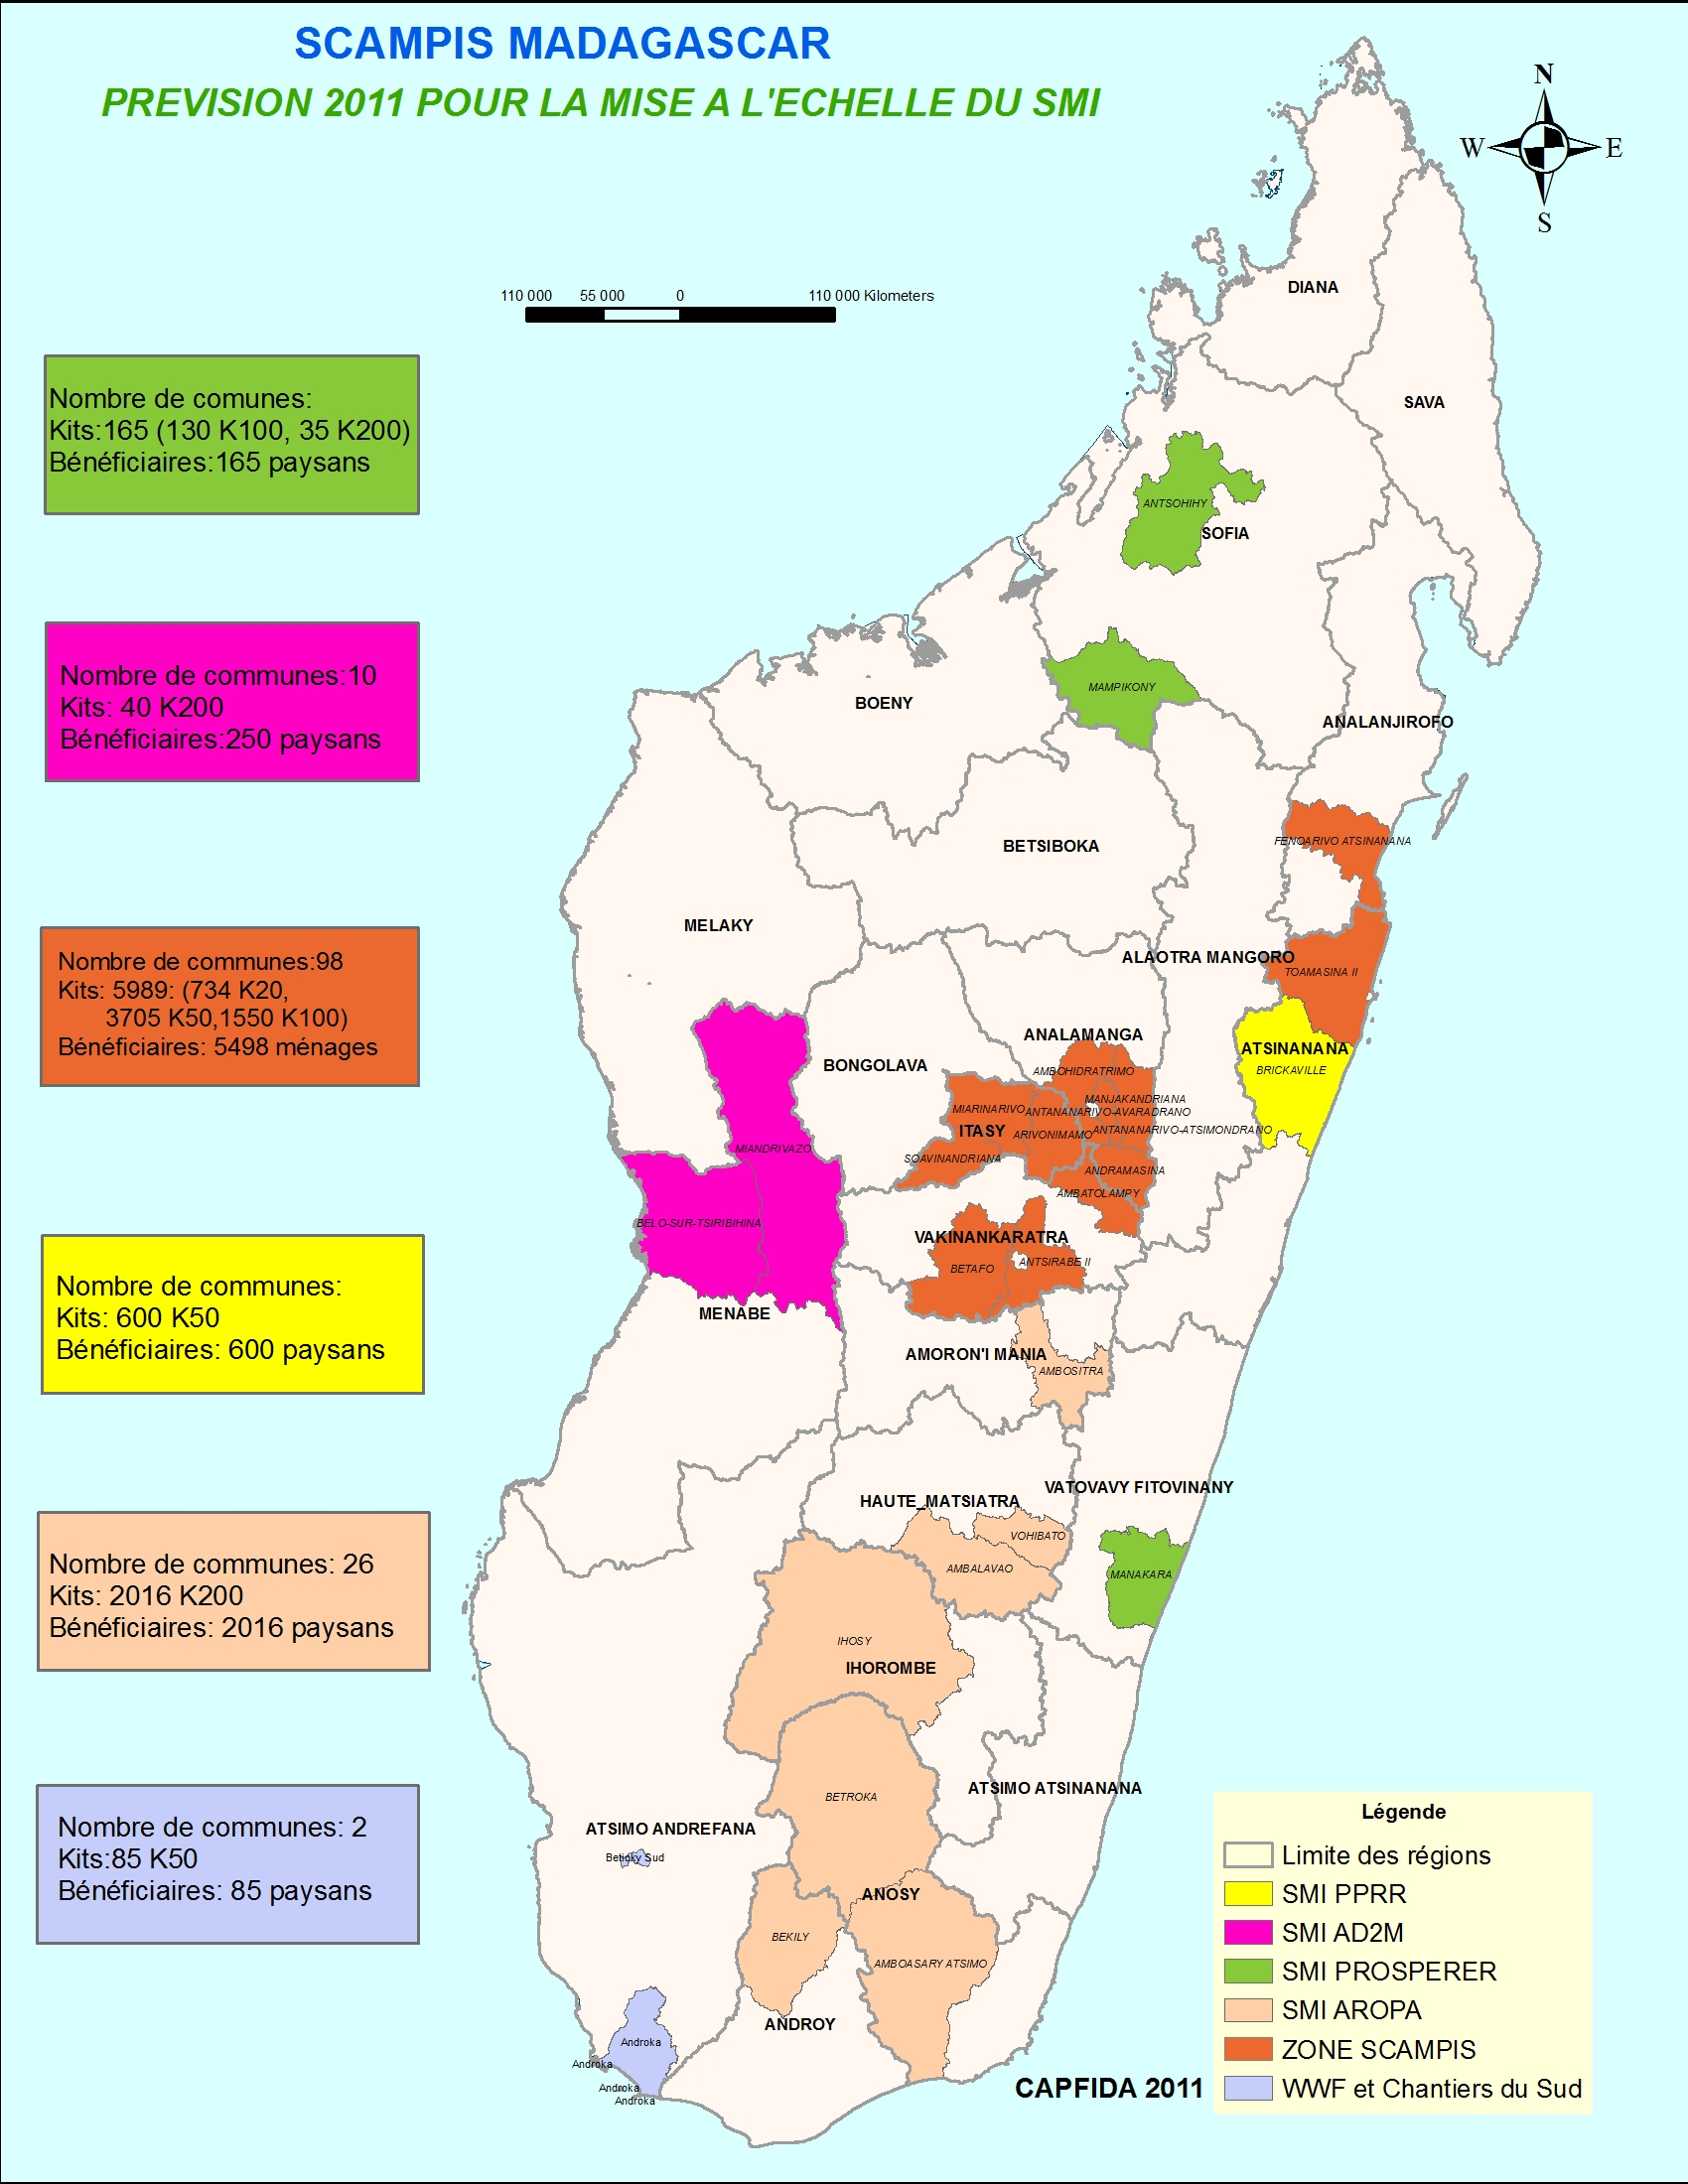 SCAMPIS MADAGASCAR
PREVISION 2011 POUR LA MISE A L'ECHELLE DU SMI
N
W
E
S
110 000 55 000 0 110 000 Kilometers
Nombre de comunes:
Kits:165 (130 K100, 35 K200)
Bénéficiaires:165 paysans
Nombre de communes:10
Kits: 40 K200
Bénéficiaires:250 paysans
Nombre de communes:98
Kits: 5989: (734 K20,
3705 K50,1550 K100)
Bénéficiaires: 5498 ménages
Nombre de communes:
Kits: 600 K50
Bénéficiaires: 600 paysans
Nombre de communes: 26
Kits: 2016 K200
Bénéficiaires: 2016 paysans
Nombre de communes: 2
Kits:85 K50
Bénéficiaires: 85 paysans
DIANA
SAVA
ANTSOHIHY
SOFIA
MAMPIKONY
BOENY
ANALANJIROFO
FENOARIVO ATSINANANA
BETSIBOKA
MELAKY
ALAOTRA MANGORO
TOAMASINA II
ANALAMANGA
ATSINANANA
BRICKAVILLE
BONGOLAVA
AMBOHIDRATRIMO
MANJAKANDRIANA
MIARINARIVO
ANTANANARIVO-AVARADRANO
ITASY
ARIVONIMAMO
ANTANANARIVO-ATSIMONDRANO
MIANDRIVAZO
SOAVINANDRIANA
ANDRAMASINA
AMBATOLAMPY
BELO-SUR-TSIRIBIHINA
VAKINANKARATRA
BETAFO
ANTSIRABE II
MENABE
AMORON'I MANIA
AMBOSITRA
VATOVAVY FITOVINANY
HAUTE_MATSIATRA
VOHIBATO
AMBALAVAO
MANAKARA
IHOSY
IHOROMBE
ATSIMO ATSINANANA
BETROKA
ATSIMO ANDREFANA
Betioky Sud
ANOSY
BEKILY
AMBOASARY ATSIMO
ANDROY
Androka
Androka
Androka
Androka
CAPFIDA 2011
Légende
Limite des régions
SMI PPRR
SMI AD2M
SMI PROSPERER
SMI AROPA
ZONE SCAMPIS
WWF et Chantiers du Sud